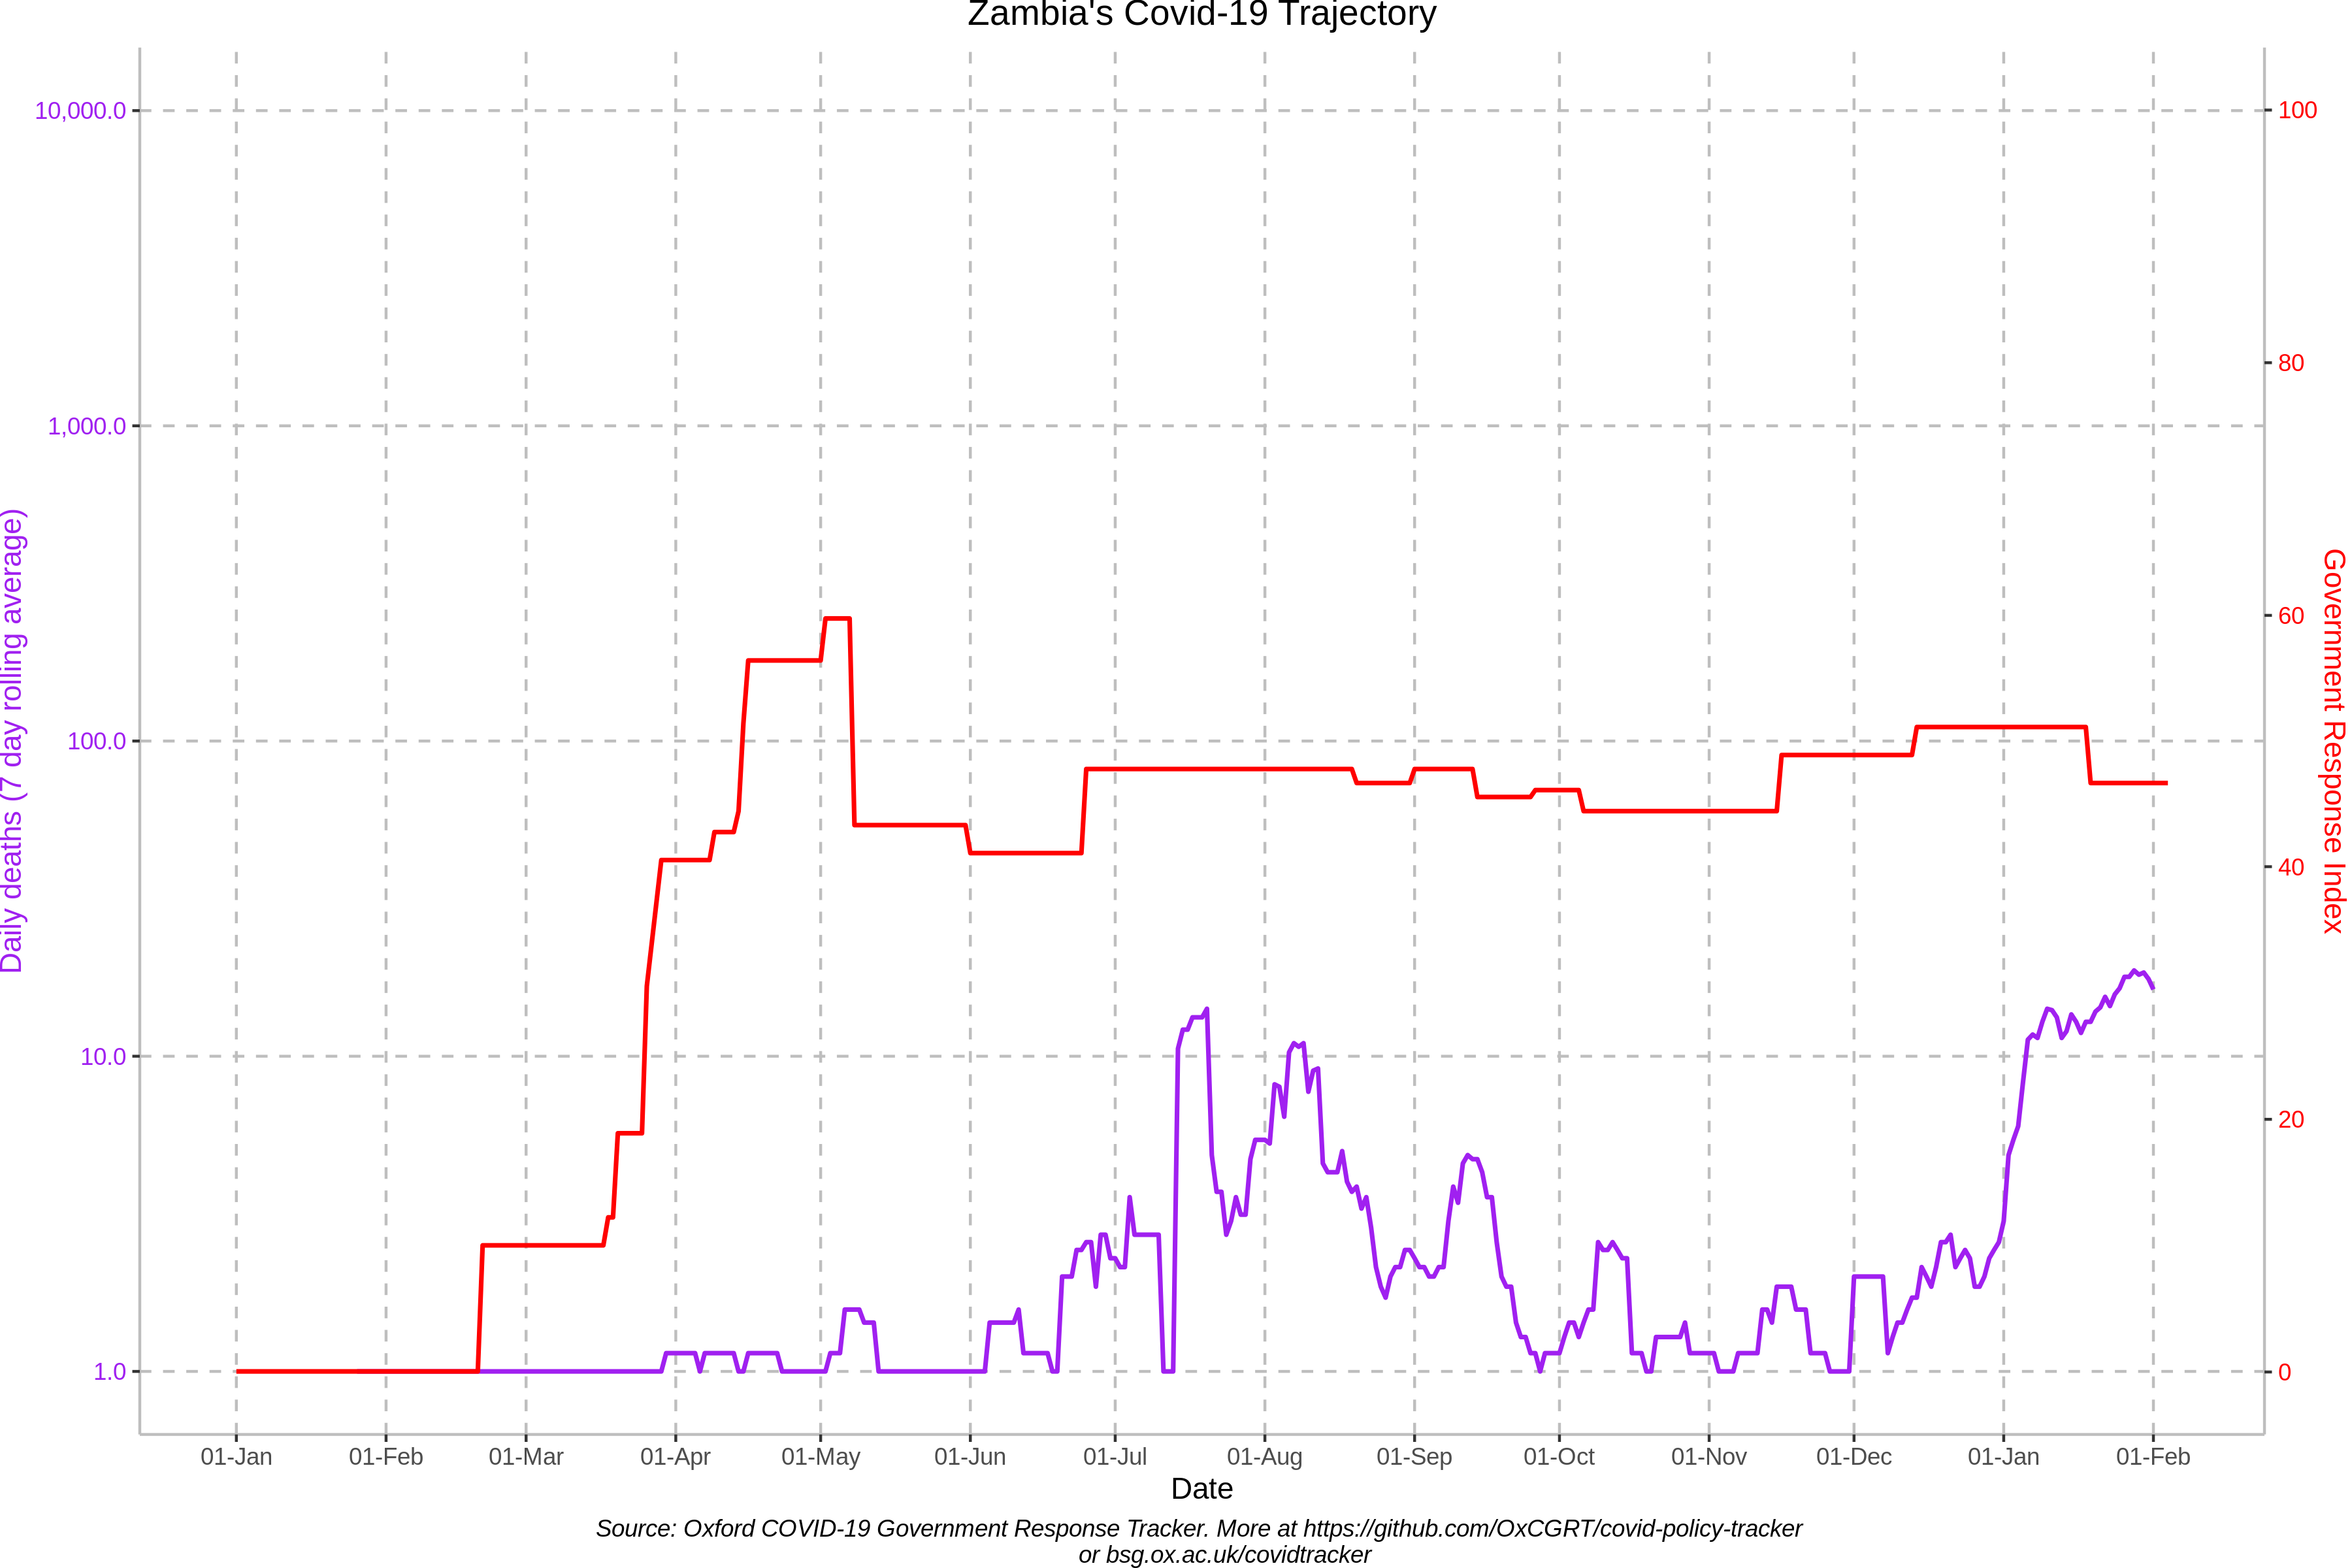 Zambia's Covid-19 Trajectory
10,000.0
1,000.0
100.0
10.0
1.0
Daily deaths (7 day rolling average)
100
80
60
40
20
0
Government Response Index
01-Jan 01-Feb 01-Mar 01-Apr 01-May 01-Jun 01-Jul 01-Aug 01-Sep 01-Oct 01-Nov 01-Dec 01-Jan 01-Feb
Date
Source: Oxford COVID-19 Government Response Tracker. More at https://github.com/OxCGRT/covid-policy-tracker
or bsg.ox.ac.uk/covidtracker